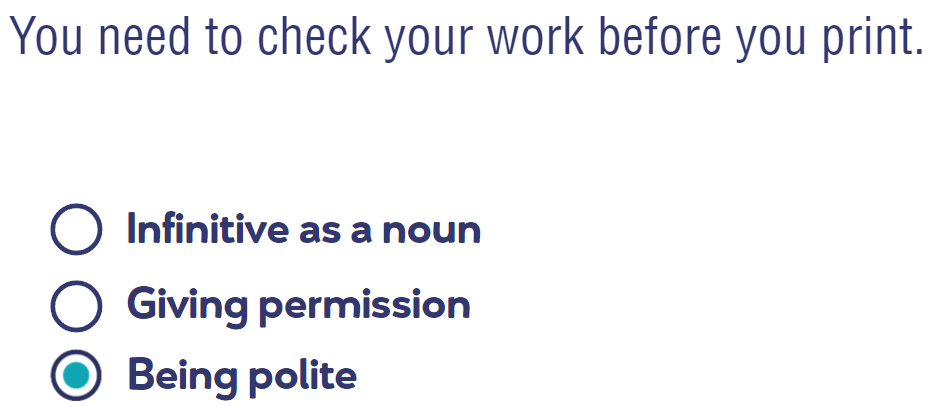 You need to check your work before you print.
Infinitive as a noun
Giving permission
Being polite